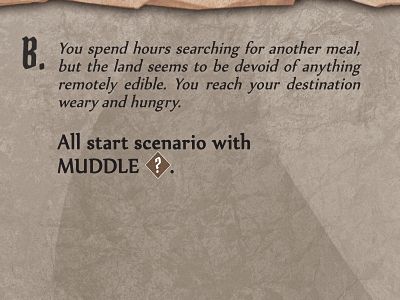 B. You spend hours searching for another meal,
but the land seems to be devoid of anything
remotely edible. You reach your destination
weary and hungry.
All start scenario with
MUDDLE ?.